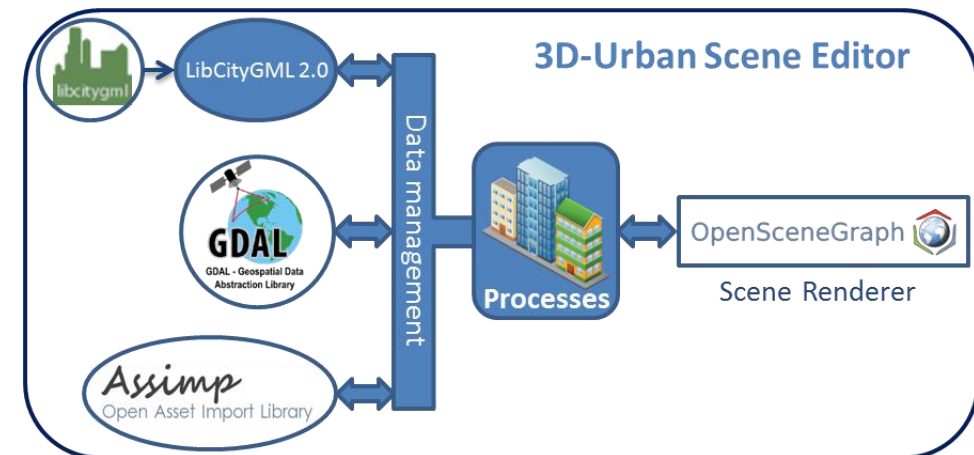 3D-Urban Scene Editor
libcitygml
LibCityGML 2.0
Data management
GDAL
GDAL - Geospatial Data
Abstraction Library
Processes
OpenSceneGraph
Scene Renderer
Assimp
Open Asset Import Library